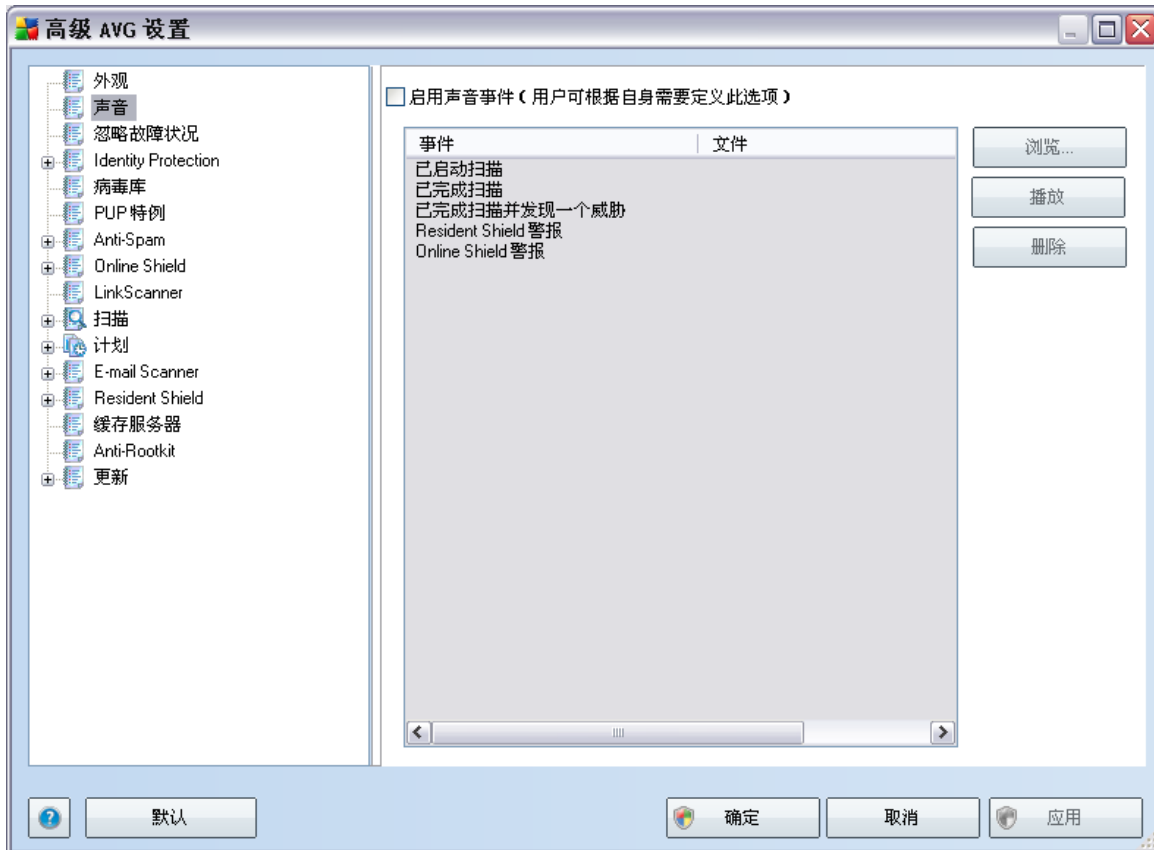 高级 AVG 设置
外观
声音
忽略故障状况
Identity Protection
病毒库
PUP 特例
Anti-Spam
Online Shield
LinkScanner
扫描
计划
E-mail Scanner
Resident Shield
缓存服务器
Anti-Rootkit
更新
启用声音事件 ( 用户可根据自身需要定义此选项 )
事件 文件
已启动扫描
已完成扫描
已完成扫描并发现一个威胁
Resident Shield 警报
Online Shield 警报
浏览...
播放
删除
默认 确定 取消 应用